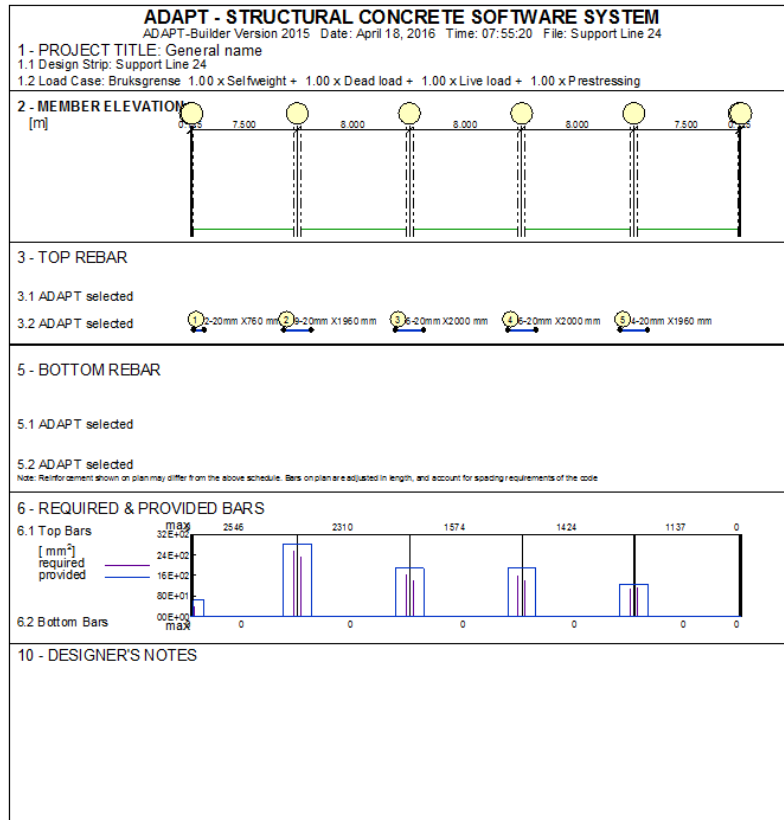 ADAPT - STRUCTURAL CONCRETE SOFTWARE SYSTEM
ADAPT-Builder Version 2015 Date: April 18, 2016 Time: 07:55:20 File: Support Line 24
1 - PROJECT TITLE: General name
1.1 Design Strip: Support Line 24
1.2 Load Case: Bruksgrense 1.00 x Selfweight + 1.00 x Dead load + 1.00 x Live load + 1.00 x Prestressing
2 - MEMBER ELEVATION
[m] 7.500 8.000 8.000 8.000 7.500
3 - TOP REBAR
3.1 ADAPT selected
3.2 ADAPT selected 1 2-20mm X760 mm 2 9-20mm X1960 mm 3 6-20mm X2000 mm 4 6-20mm X2000 mm 5 4-20mm X1960 mm
5 - BOTTOM REBAR
5.1 ADAPT selected
5.2 ADAPT selected
Note: Reinforcement shown on plan may differ from the above schedule. Bars on plan are adjusted in length, and account for spacing requirements of the code
6 - REQUIRED & PROVIDED BARS
6.1 Top Bars max 2546 2310 1574 1424 1137 0
32E+02
[ mm²] 24E+02
required
provided 16E+02
80E+01
00E+00
6.2 Bottom Bars max 0 0 0 0 0 0
10 - DESIGNER'S NOTES